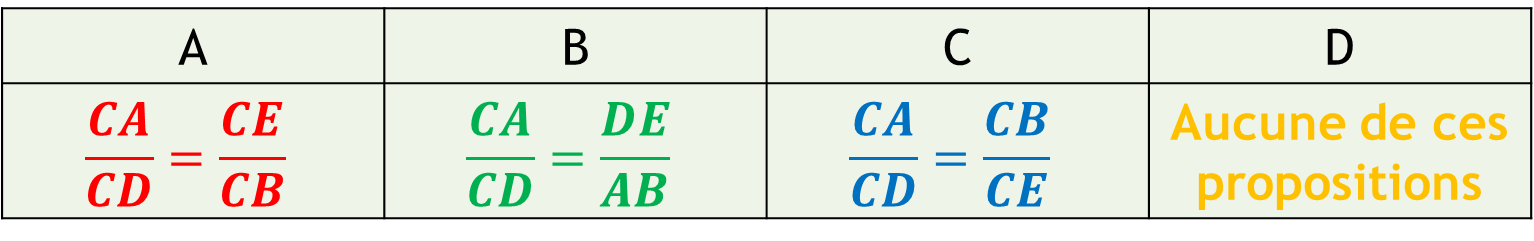 A B C D
CA/CD = CE/CB CA/CD = DE/AB CA/CD = CB/CE Aucune de ces
propositions